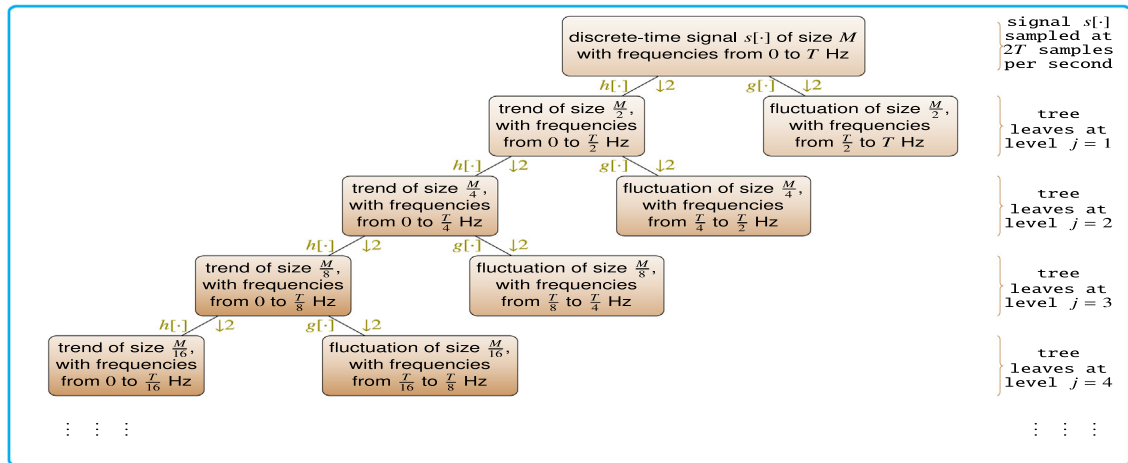 discrete-time signal s[·] of size M
with frequencies from 0 to T Hz
signal s[·]
sampled at
2T samples
per second
h[·] ↓2 g[·] ↓2
trend of size M/2,
with frequencies
from 0 to T/2 Hz
fluctuation of size M/2,
with frequencies
from T/2 to T Hz
tree
leaves at
level j = 1
h[·] ↓2 g[·] ↓2
trend of size M/4,
with frequencies
from 0 to T/4 Hz
fluctuation of size M/4,
with frequencies
from T/4 to T/2 Hz
tree
leaves at
level j = 2
h[·] ↓2 g[·] ↓2
trend of size M/8,
with frequencies
from 0 to T/8 Hz
fluctuation of size M/8,
with frequencies
from T/8 to T/4 Hz
tree
leaves at
level j = 3
h[·] ↓2 g[·] ↓2
trend of size M/16,
with frequencies
from 0 to T/16 Hz
fluctuation of size M/16,
with frequencies
from T/16 to T/8 Hz
tree
leaves at
level j = 4
⋮ ⋮ ⋮ ⋮ ⋮ ⋮